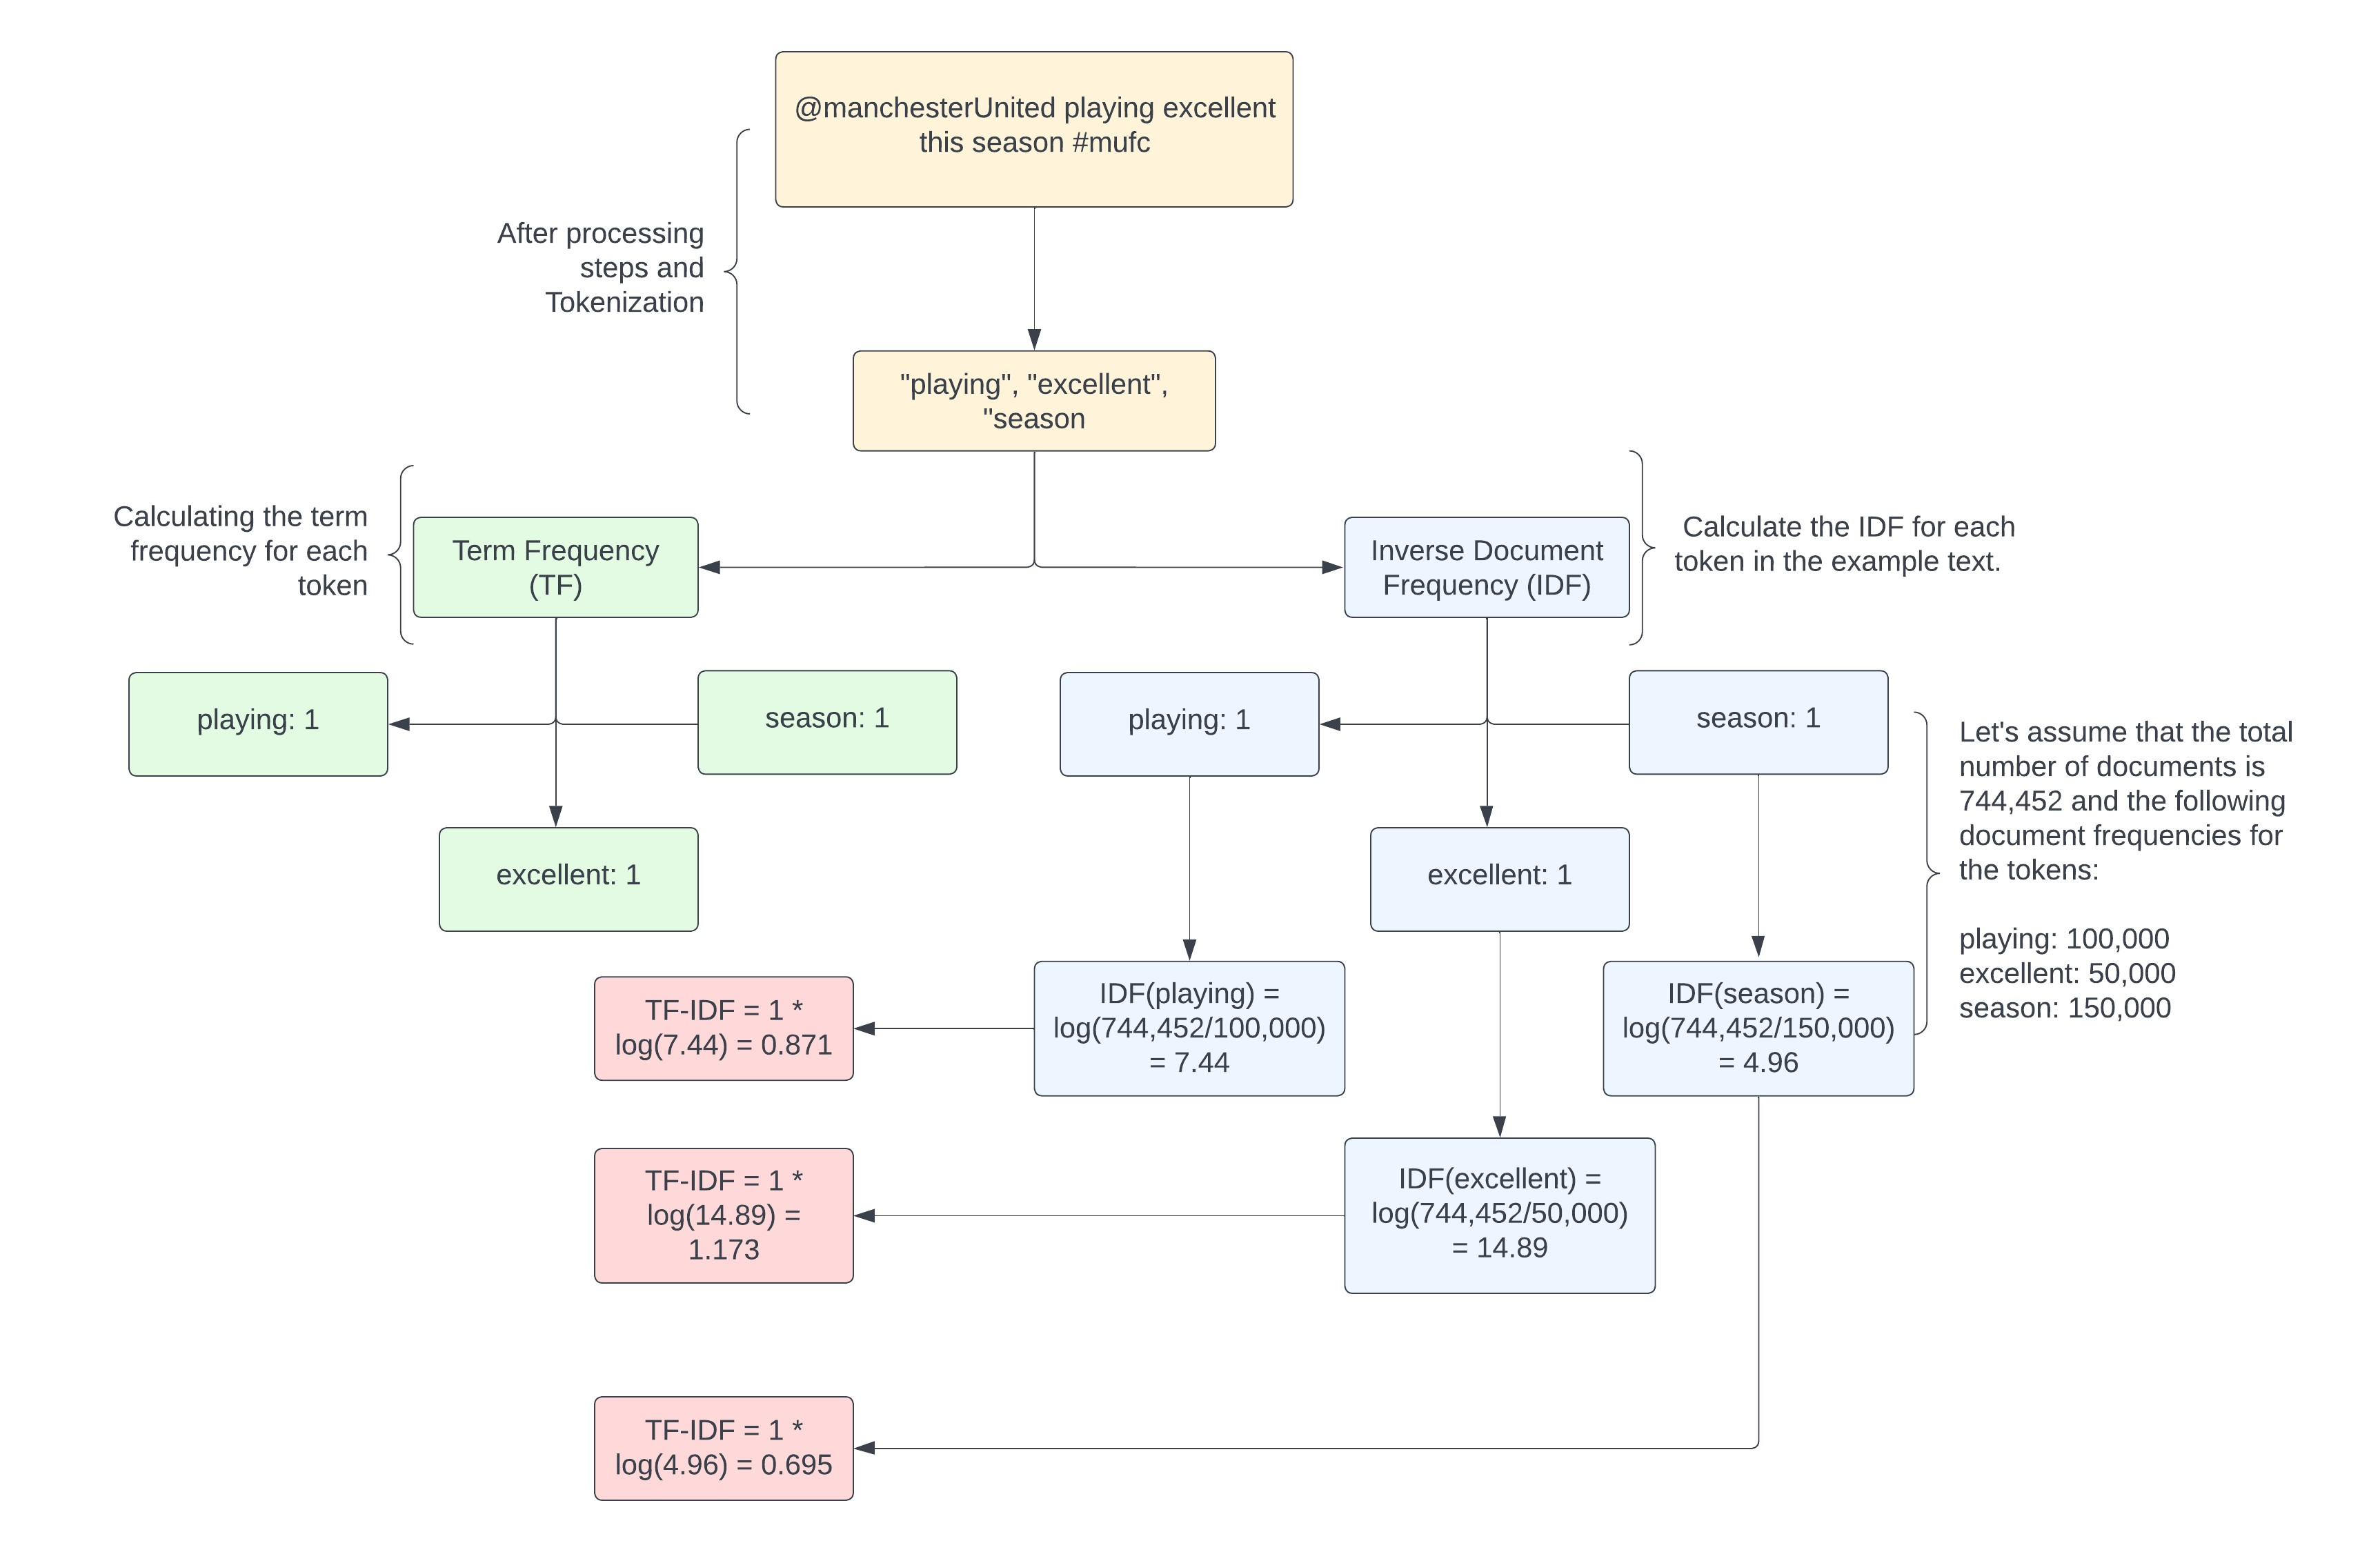 @manchesterUnited playing excellent
this season #mufc
After processing
steps and
Tokenization
"playing", "excellent",
"season
Calculating the term
frequency for each
token
Term Frequency
(TF)
Inverse Document
Frequency (IDF)
Calculate the IDF for each
token in the example text.
playing: 1
season: 1
playing: 1
season: 1
Let's assume that the total
number of documents is
744,452 and the following
document frequencies for
the tokens:
playing: 100,000
excellent: 50,000
season: 150,000
excellent: 1
excellent: 1
TF-IDF = 1 *
log(7.44) = 0.871
IDF(playing) =
log(744,452/100,000)
= 7.44
IDF(season) =
log(744,452/150,000)
= 4.96
TF-IDF = 1 *
log(14.89) =
1.173
IDF(excellent) =
log(744,452/50,000)
= 14.89
TF-IDF = 1 *
log(4.96) = 0.695